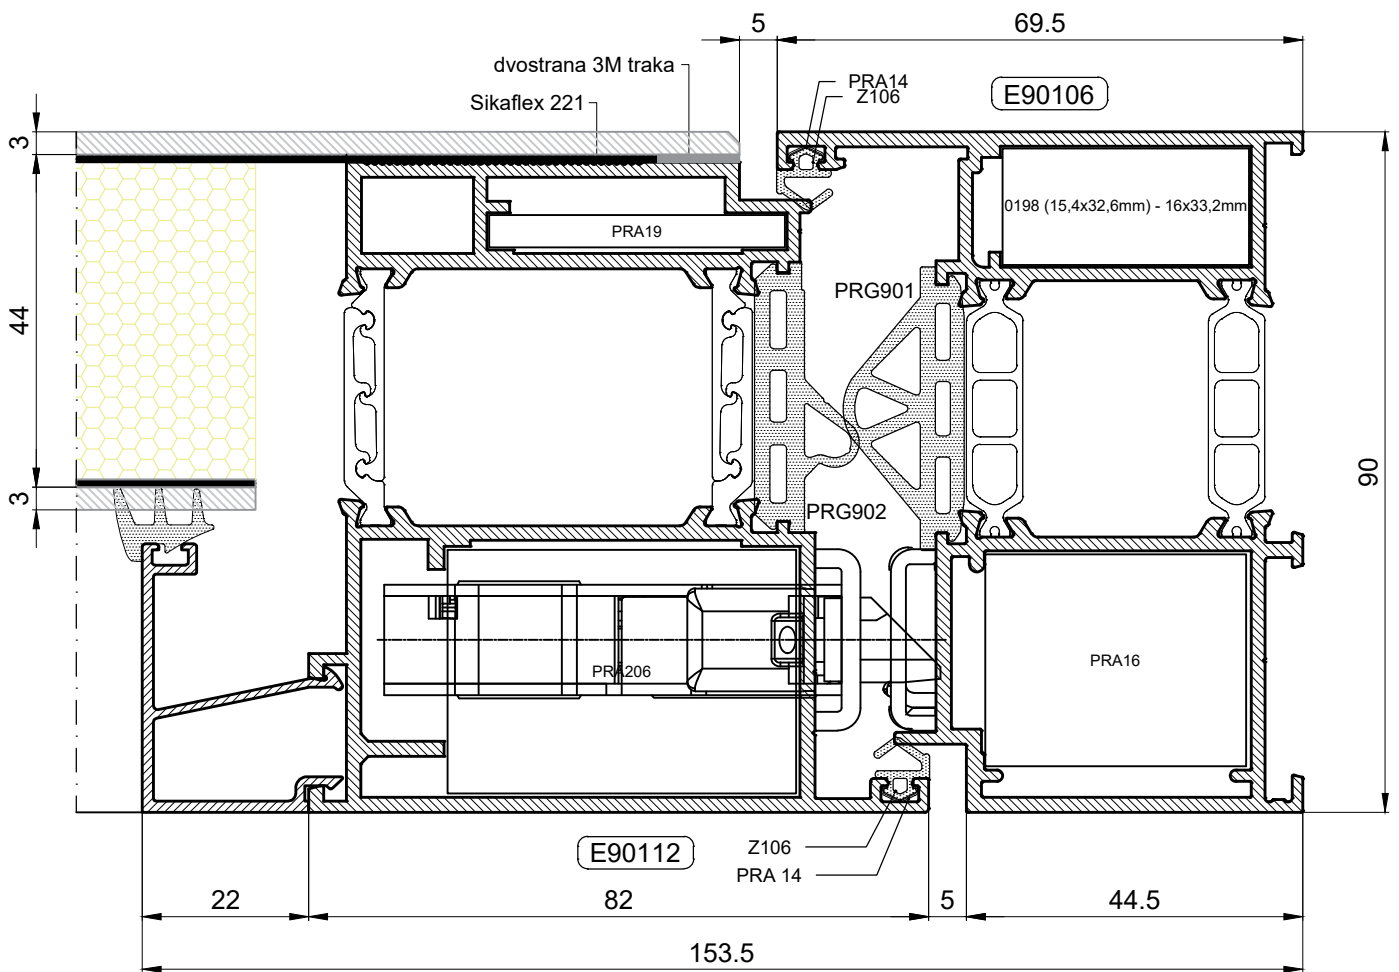 5
69.5
dvostrana 3M traka
Sikaflex 221
PRA14
Z106
E90106
3
0198 (15,4x32,6mm) - 16x33,2mm
PRA19
PRG901
44
90
3
PRG902
PRA206
PRA16
E90112
Z106
PRA 14
22
82
5
44.5
153.5